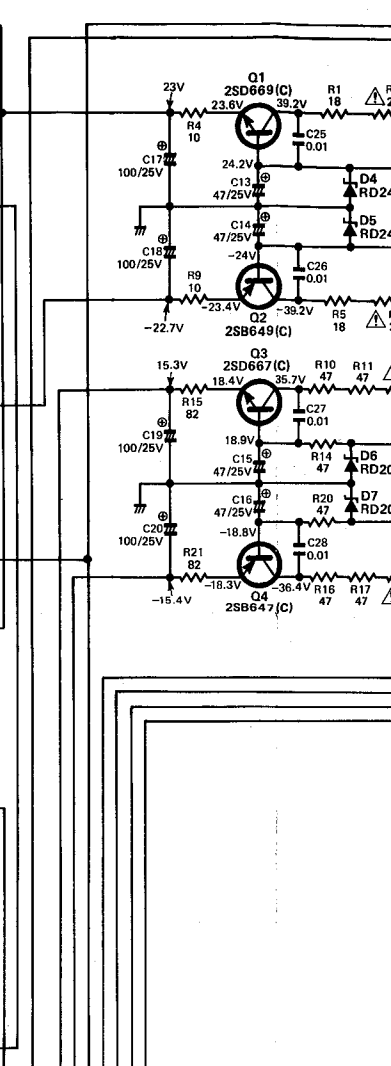 Q1
2SD669(C)
23V
23.6V
39.2V
R1
18
R4
10
C25
0.01
C17
100/25V
24.2V
C13
47/25V
D4
RD24
C14
47/25V
D5
RD24
C18
100/25V
-24V
R9
10
C26
0.01
-23.4V
-39.2V
-22.7V
Q2
2SB649(C)
R5
18
Q3
2SD667(C)
15.3V
18.4V
35.7V
R10
47
R11
47
R15
82
C27
0.01
C19
100/25V
18.9V
R14
47
C15
47/25V
D6
RD20
C16
47/25V
R20
47
D7
RD20
C20
100/25V
-18.8V
R21
82
C28
0.01
-18.3V
-36.4V
-15.4V
Q4
2SB647(C)
R16
47
R17
47